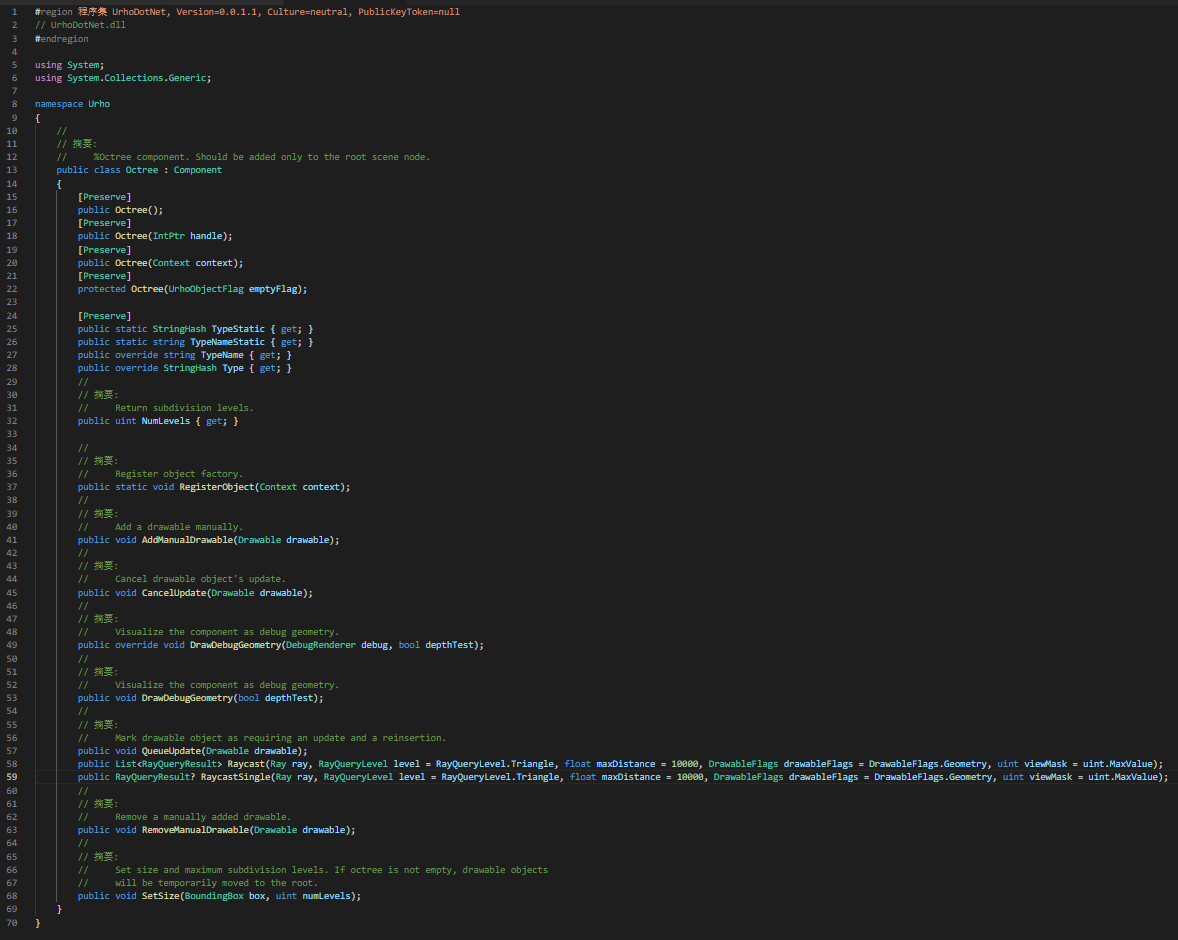 1 #region 程序集 UrhoDotNet, Version=0.0.1.1, Culture=neutral, PublicKeyToken=null
2 // UrhoDotNet.dll
3 #endregion
4
5 using System;
6 using System.Collections.Generic;
7
8 namespace Urho
9 {
10     //
11     // 摘要:
12     //     %Octree component. Should be added only to the root scene node.
13     public class Octree : Component
14     {
15         [Preserve]
16         public Octree();
17         [Preserve]
18         public Octree(IntPtr handle);
19         [Preserve]
20         public Octree(Context context);
21         [Preserve]
22         protected Octree(UrhoObjectFlag emptyFlag);
23
24         [Preserve]
25         public static StringHash TypeStatic { get; }
26         public static string TypeNameStatic { get; }
27         public override string TypeName { get; }
28         public override StringHash Type { get; }
29         //
30         // 摘要:
31         //     Return subdivision levels.
32         public uint NumLevels { get; }
33
34         //
35         // 摘要:
36         //     Register object factory.
37         public static void RegisterObject(Context context);
38         //
39         // 摘要:
40         //     Add a drawable manually.
41         public void AddManualDrawable(Drawable drawable);
42         //
43         // 摘要:
44         //     Cancel drawable object's update.
45         public void CancelUpdate(Drawable drawable);
46         //
47         // 摘要:
48         //     Visualize the component as debug geometry.
49         public override void DrawDebugGeometry(DebugRenderer debug, bool depthTest);
50         //
51         // 摘要:
52         //     Visualize the component as debug geometry.
53         public void DrawDebugGeometry(bool depthTest);
54         //
55         // 摘要:
56         //     Mark drawable object as requiring an update and a reinsertion.
57         public void QueueUpdate(Drawable drawable);
58         public List<RayQueryResult> Raycast(Ray ray, RayQueryLevel level = RayQueryLevel.Triangle, float maxDistance = 10000, DrawableFlags drawableFlags = DrawableFlags.Geometry, uint viewMask = uint.MaxValue);
59         public RayQueryResult? RaycastSingle(Ray ray, RayQueryLevel level = RayQueryLevel.Triangle, float maxDistance = 10000, DrawableFlags drawableFlags = DrawableFlags.Geometry, uint viewMask = uint.MaxValue);
60         //
61         // 摘要:
62         //     Remove a manually added drawable.
63         public void RemoveManualDrawable(Drawable drawable);
64         //
65         // 摘要:
66         //     Set size and maximum subdivision levels. If octree is not empty, drawable objects
67         //     will be temporarily moved to the root.
68         public void SetSize(BoundingBox box, uint numLevels);
69     }
70 }